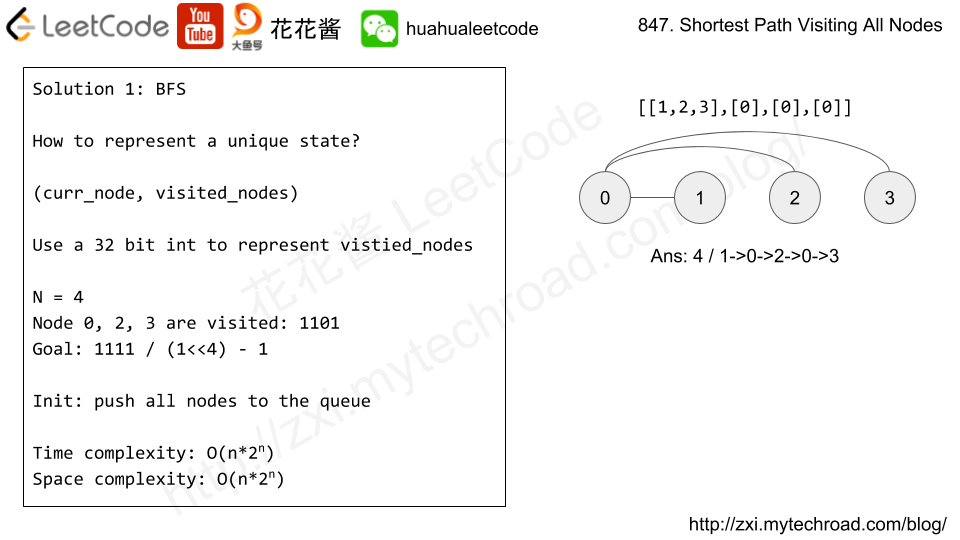 LeetCode
You
Tube
大鱼号
花花酱
huahualeetcode
847. Shortest Path Visiting All Nodes
Solution 1: BFS
How to represent a unique state?
(curr_node, visited_nodes)
Use a 32 bit int to represent vistied_nodes
N = 4
Node 0, 2, 3 are visited: 1101
Goal: 1111 / (1<<4) - 1
Init: push all nodes to the queue
Time complexity: O(n*2ⁿ)
Space complexity: O(n*2ⁿ)
[[1,2,3],[0],[0],[0]]
0 1 2 3
Ans: 4 / 1->0->2->0->3
花花酱 LeetCode
http://zxi.mytechroad.com/blog/
http://zxi.mytechroad.com/blog/